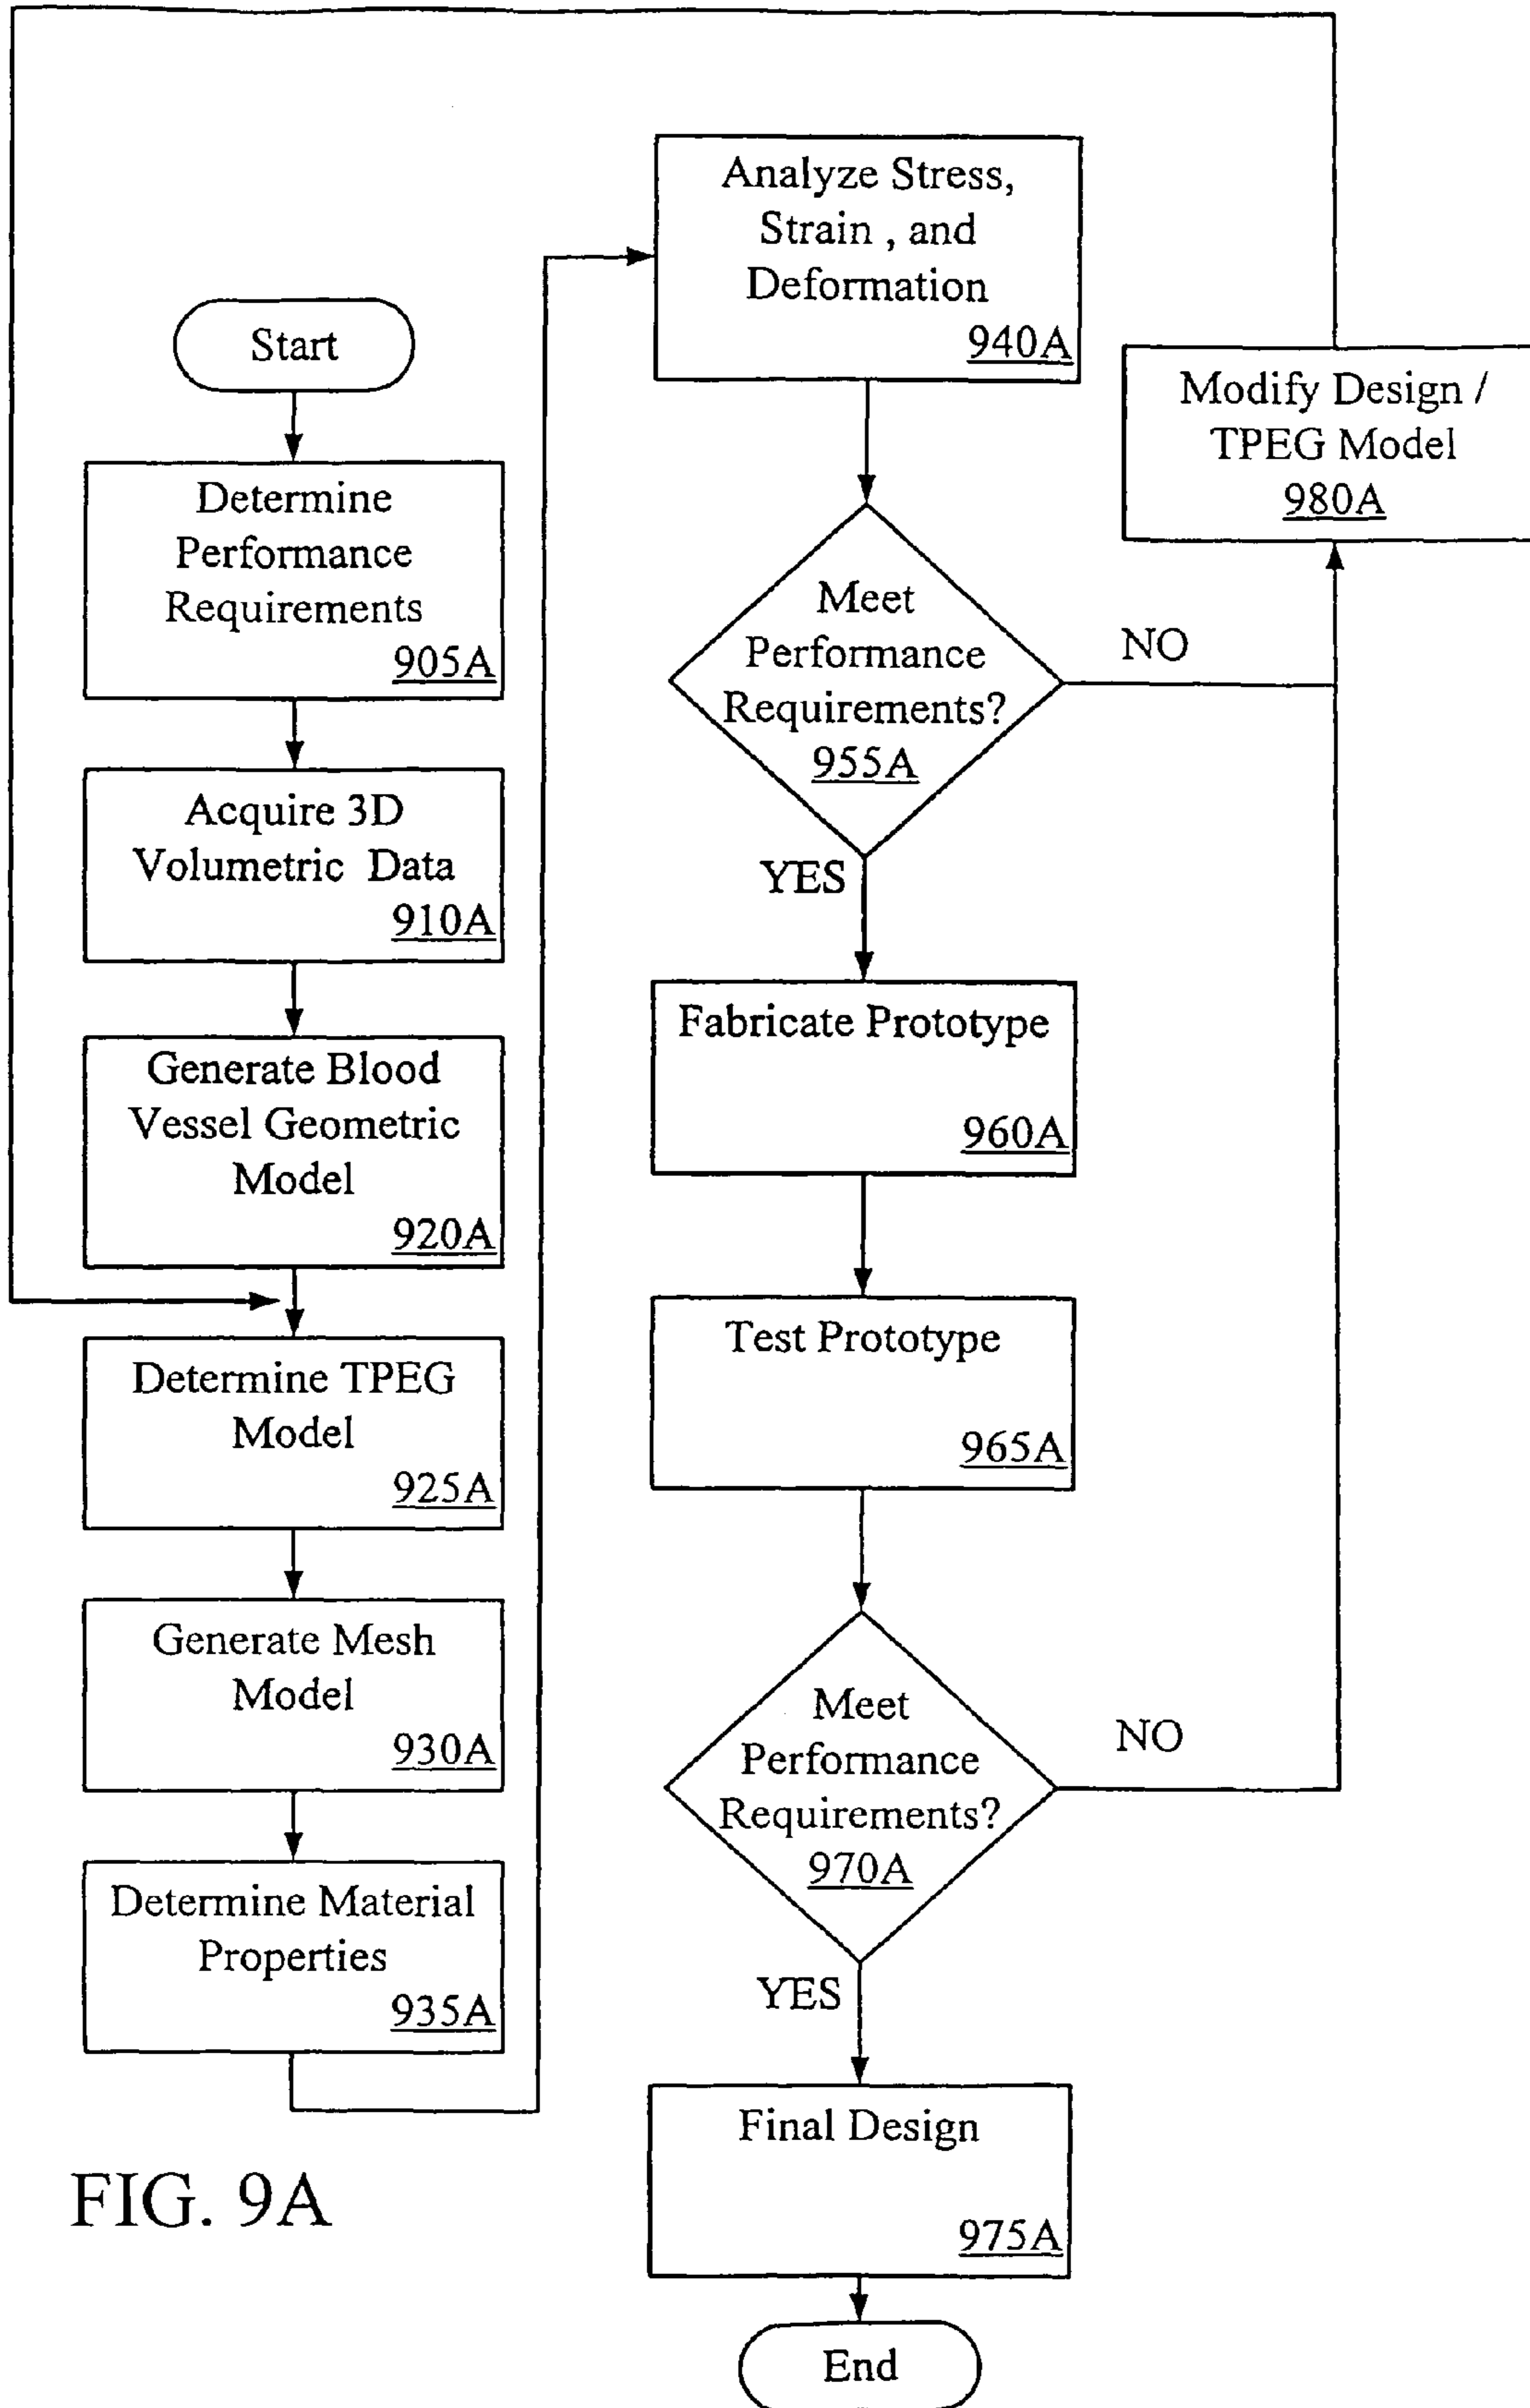 Start
Determine
Performance
Requirements
905A
Acquire 3D
Volumetric Data
910A
Generate Blood
Vessel Geometric
Model
920A
Determine TPEG
Model
925A
Generate Mesh
Model
930A
Determine Material
Properties
935A
Analyze Stress,
Strain , and
Deformation
940A
Meet
Performance
Requirements?
955A
NO
YES
Modify Design /
TPEG Model
980A
Fabricate Prototype
960A
Test Prototype
965A
Meet
Performance
Requirements?
970A
NO
YES
Final Design
975A
End
FIG. 9A